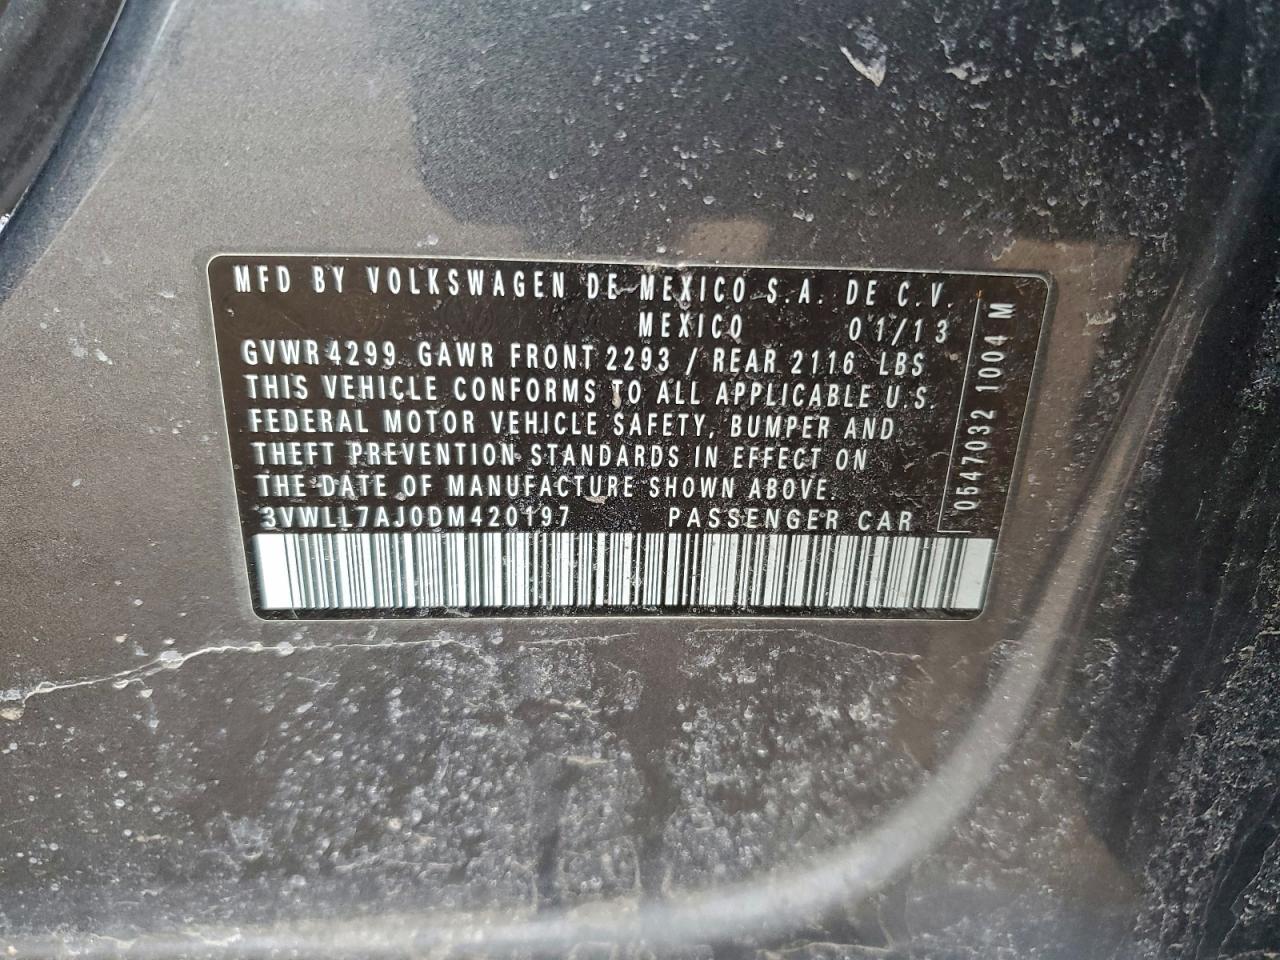 MFD BY VOLKSWAGEN DE MEXICO S.A. DE C.V.
MEXICO 01/13
GVWR 4299 GAWR FRONT 2293 / REAR 2116 LBS
THIS VEHICLE CONFORMS TO ALL APPLICABLE U.S.
FEDERAL MOTOR VEHICLE SAFETY, BUMPER AND
THEFT PREVENTION STANDARDS IN EFFECT ON
THE DATE OF MANUFACTURE SHOWN ABOVE.
3VWLL7AJ0DM420197 PASSENGER CAR
0547032 1004 M